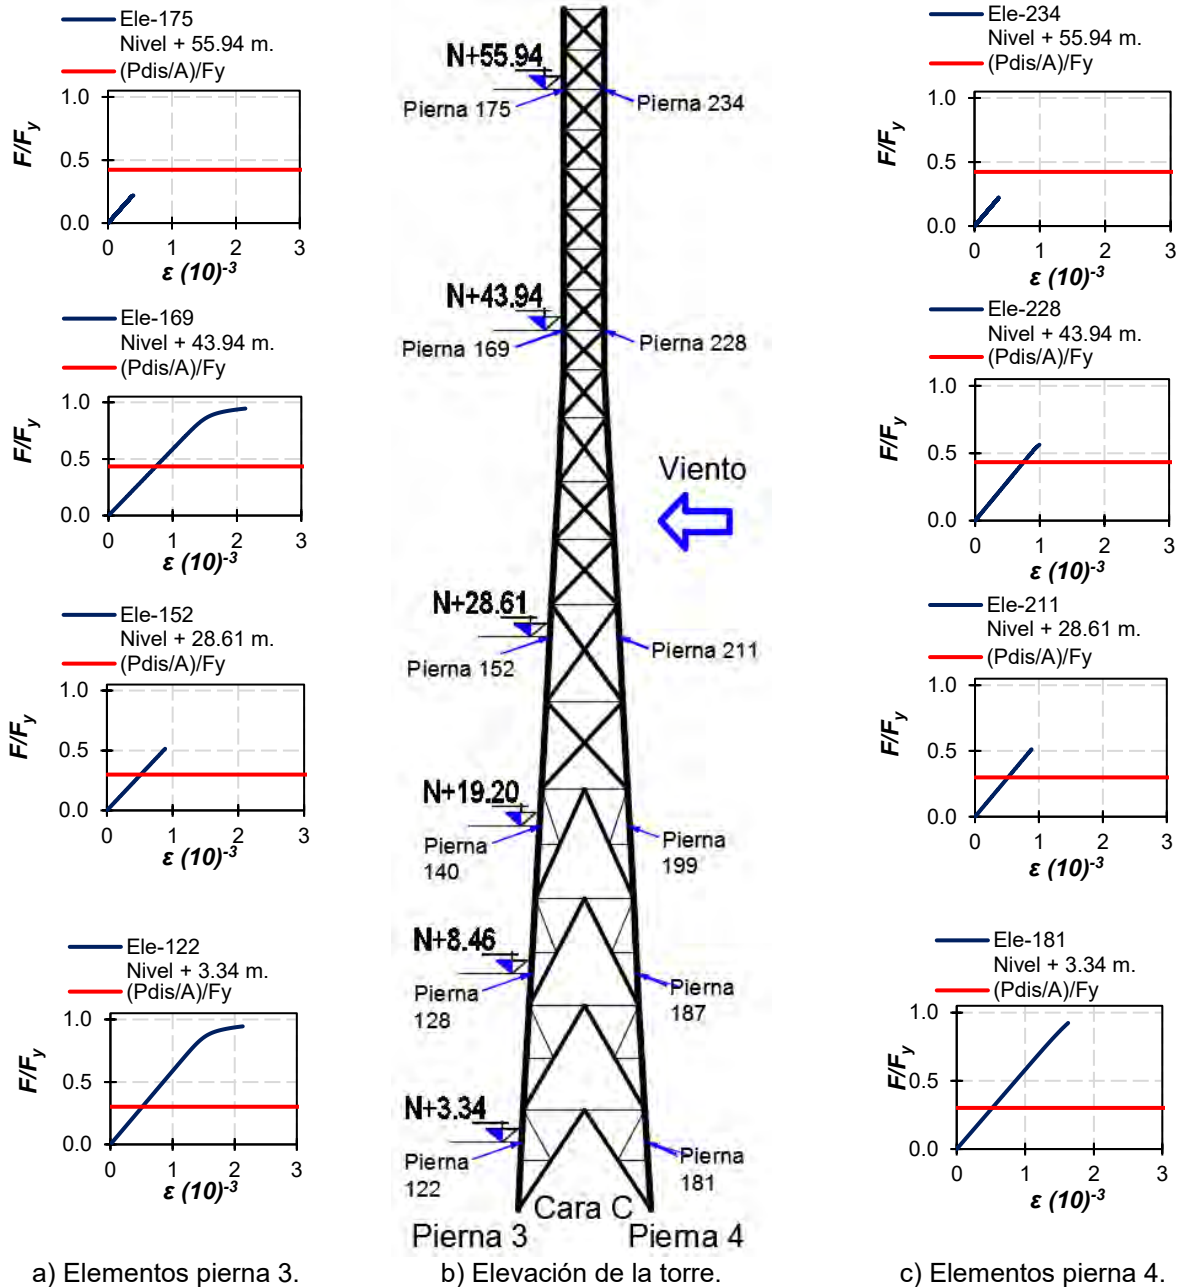 Ele-175
Nivel + 55.94 m.
(Pdis/A)/Fy
1.0
0.5
0.0
F/Fy
0 1 2 3
ε (10)-3
Ele-169
Nivel + 43.94 m.
(Pdis/A)/Fy
1.0
0.5
0.0
F/Fy
0 1 2 3
ε (10)-3
Ele-152
Nivel + 28.61 m.
(Pdis/A)/Fy
1.0
0.5
0.0
F/Fy
0 1 2 3
ε (10)-3
Ele-122
Nivel + 3.34 m.
(Pdis/A)/Fy
1.0
0.5
0.0
F/Fy
0 1 2 3
ε (10)-3
a) Elementos pierna 3.
N+55.94
Pierna 175
Pierna 234
N+43.94
Pierna 169
Pierna 228
Viento
N+28.61
Pierna 152
Pierna 211
N+19.20
Pierna
140
Pierna
199
N+8.46
Pierna
128
Pierna
187
N+3.34
Pierna
122
Pierna
181
Cara C
Pierna 3
Pierna 4
b) Elevación de la torre.
Ele-234
Nivel + 55.94 m.
(Pdis/A)/Fy
1.0
0.5
0.0
F/Fy
0 1 2 3
ε (10)-3
Ele-228
Nivel + 43.94 m.
(Pdis/A)/Fy
1.0
0.5
0.0
F/Fy
0 1 2 3
ε (10)-3
Ele-211
Nivel + 28.61 m.
(Pdis/A)/Fy
1.0
0.5
0.0
F/Fy
0 1 2 3
ε (10)-3
Ele-181
Nivel + 3.34 m.
(Pdis/A)/Fy
1.0
0.5
0.0
F/Fy
0 1 2 3
ε (10)-3
c) Elementos pierna 4.